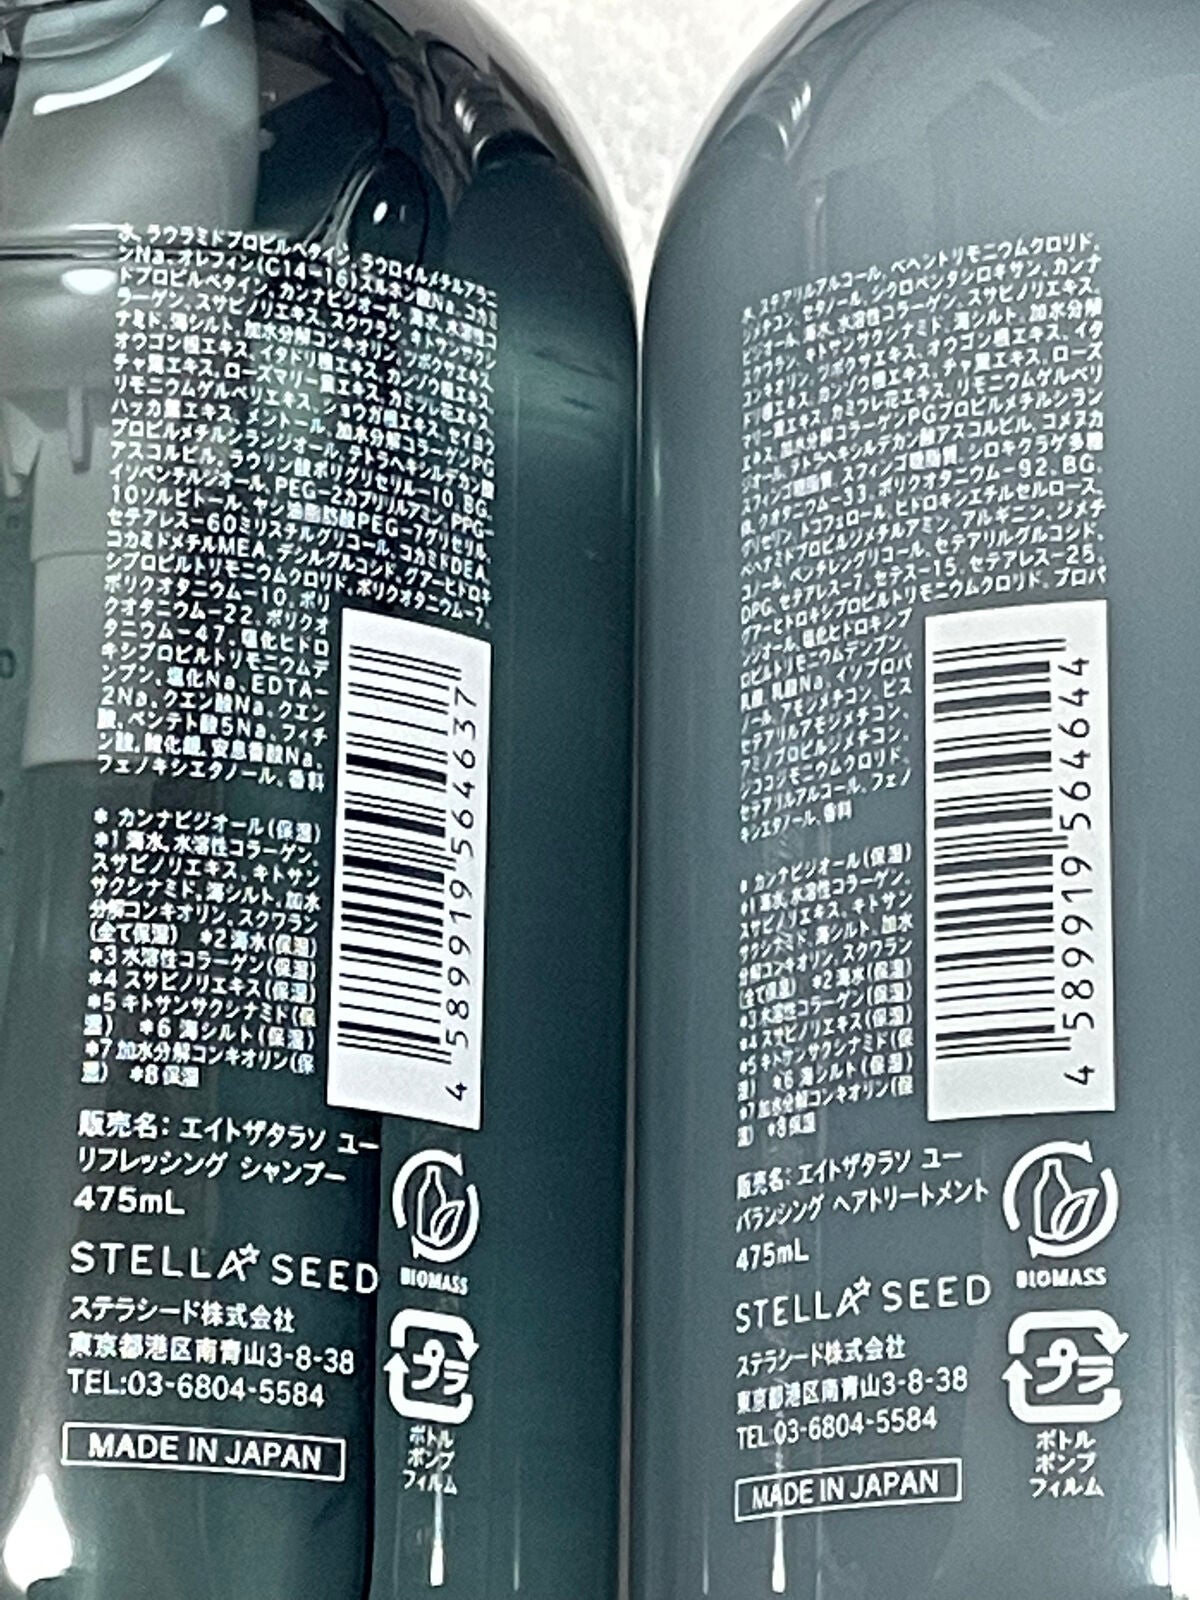 水、ラウラミドプロピルベタイン、ラウロイルメチルアラニ
ンNa、オレフィン(C14-16)スルホン酸Na、コカミ
ドプロピルベタイン、カンナビジオール、海水、水溶性コ
ラーゲン、スサビノリエキス、スクワラン、キトサンサクシ
ナミド、海シルト、加水分解コンキオリン、ツボクサエキス、
オウゴン根エキス、イタドリ根エキス、カンゾウ根エキス、
チャ葉エキス、ローズマリー葉エキス、カミツレ花エキス、
リモニウムゲルベリエキス、ショウガ根エキス、セイヨウ
ハッカ葉エキス、メントール、加水分解コラーゲンPG
プロピルメチルシランジオール、テトラヘキシルデカン酸
アスコルビル、ラウリン酸ポリグリセリル-10、BG、
イソペンチルジオール、PEG-2カプリルアミン、PPG-
10ソルビトール、ヤシ油脂肪酸PEG-7グリセリル、
セテアレス-60ミリスチルグリコール、コカミドDEA、
コカミドメチルMEA、デシルグルコシド、グアーヒドロキ
シプロピルトリモニウムクロリド、ポリクオタニウム-7、
ポリクオタニウム-10、ポリ
クオタニウム-22、ポリクオ
タニウム-47、塩化ヒドロ
キシプロピルトリモニウムデ
ンプン、塩化Na、EDTA-
2Na、クエン酸Na、クエン
酸、ペンテト酸5Na、フィチ
ン酸、酸化銀、安息香酸Na、
フェノキシエタノール、香料
* カンナビジオール(保湿)
*1 海水、水溶性コラーゲン、
スサビノリエキス、キトサン
サクシナミド、海シルト、加水
分解コンキオリン、スクワラン
(全て保湿) *2 海水(保湿)
*3 水溶性コラーゲン(保湿)
*4 スサビノリエキス(保湿)
*5 キトサンサクシナミド(保
湿) *6 海シルト(保湿)
*7 加水分解コンキオリン(保
湿) *8 保湿
4 589919 564637
販売名: エイトザタラソ ユー
リフレッシング シャンプー
475mL
STELLA SEED
ステラシード株式会社
東京都港区南青山3-8-38
TEL:03-6804-5584
MADE IN JAPAN
BIOMASS
プラ
ボトル
ポンプ
フィルム
水、ステアリルアルコール、ベヘントリモニウムクロリド、
ジメチコン、セタノール、シクロペンタシロキサン、カンナ
ビジオール、海水、水溶性コラーゲン、スサビノリエキス、
スクワラン、キトサンサクシナミド、海シルト、加水分解
コンキオリン、ツボクサエキス、オウゴン根エキス、イタ
ドリ根エキス、カンゾウ根エキス、チャ葉エキス、ローズ
マリー葉エキス、カミツレ花エキス、リモニウムゲルベリ
エキス、加水分解コラーゲンPGプロピルメチルシラン
ジオール、テトラヘキシルデカン酸アスコルビル、コメヌカ
スフィンゴ糖脂質、スフィンゴ糖脂質、シロキクラゲ多糖
体、クオタニウム-33、ポリクオタニウム-92、BG、
グリセリン、トコフェロール、ヒドロキシエチルセルロース、
ベヘナミドプロピルジメチルアミン、アルギニン、ジメチ
コノール、ペンチレングリコール、セテアリルグルコシド、
DPG、セテアレス-7、セテス-15、セテアレス-25、
グアーヒドロキシプロピルトリモニウムクロリド、プロパ
ンジオール、塩化ヒドロキシプ
ロピルトリモニウムデンプン、
乳酸、乳酸Na、イソプロパ
ノール、アモジメチコン、ビス
セテアリルアモジメチコン、
アミノプロピルジメチコン、
ジココジモニウムクロリド、
セテアリルアルコール、フェノ
キシエタノール、香料
* カンナビジオール(保湿)
*1 海水、水溶性コラーゲン、
スサビノリエキス、キトサン
サクシナミド、海シルト、加水
分解コンキオリン、スクワラン
(全て保湿) *2 海水(保湿)
*3 水溶性コラーゲン(保湿)
*4 スサビノリエキス(保湿)
*5 キトサンサクシナミド(保
湿) *6 海シルト(保湿)
*7 加水分解コンキオリン(保
湿) *8 保湿
4 589919 564644
販売名: エイトザタラソ ユー
バランシング ヘアトリートメント
475mL
STELLA SEED
ステラシード株式会社
東京都港区南青山3-8-38
TEL:03-6804-5584
MADE IN JAPAN
BIOMASS
プラ
ボトル
ポンプ
フィルム